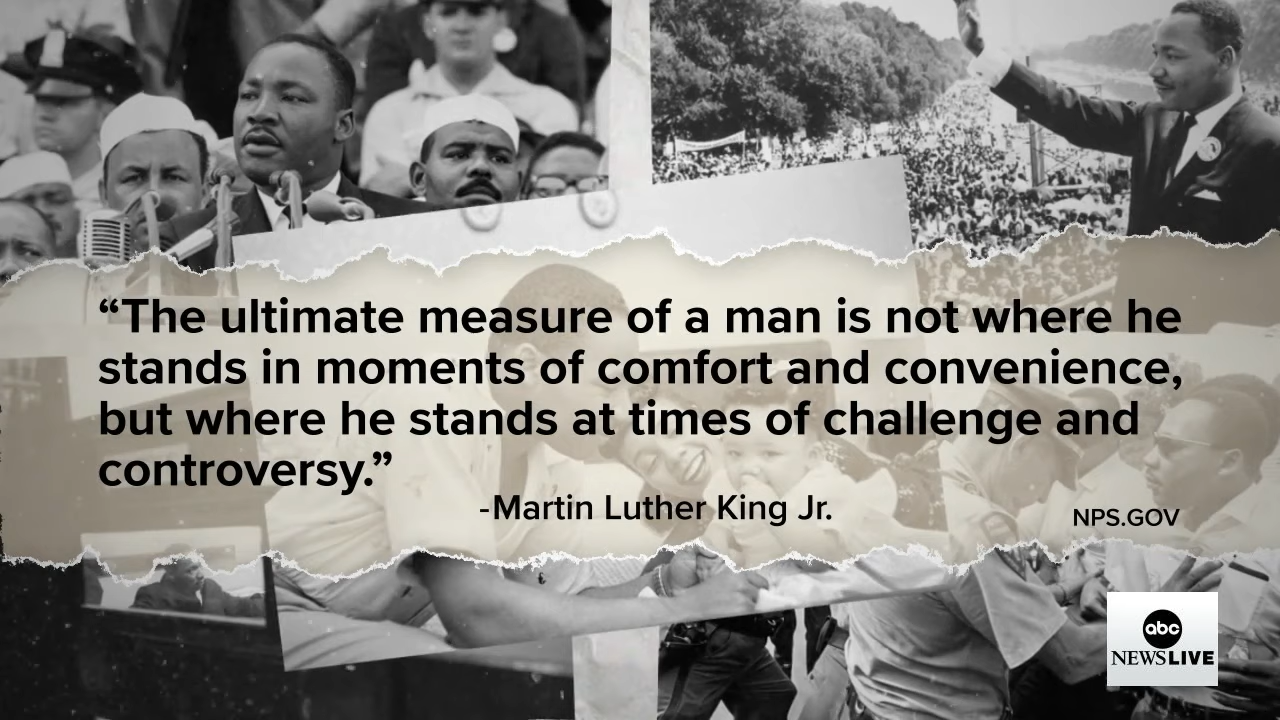 “The ultimate measure of a man is not where he
stands in moments of comfort and convenience,
but where he stands at times of challenge and
controversy.”
-Martin Luther King Jr.
NPS.GOV
abc
NEWSLIVE